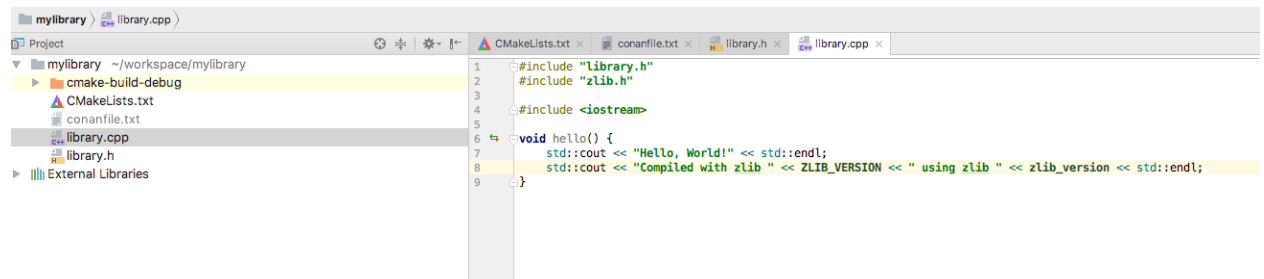 mylibrary library.cpp
Project
CMakeLists.txt conanfile.txt library.h library.cpp
mylibrary ~/workspace/mylibrary
cmake-build-debug
CMakeLists.txt
conanfile.txt
library.cpp
library.h
External Libraries
1 #include "library.h"
2 #include "zlib.h"
3
4 #include <iostream>
5
6 void hello() {
7 std::cout << "Hello, World!" << std::endl;
8 std::cout << "Compiled with zlib " << ZLIB_VERSION << " using zlib " << zlib_version << std::endl;
9 }